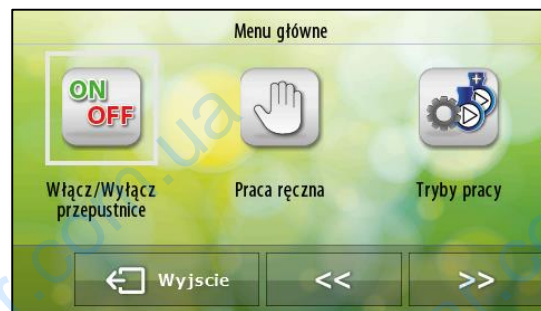 Menu główne
ON
OFF
Włącz/Wyłącz
przepustnice
Praca ręczna
Tryby pracy
Wyjscie
<<
>>